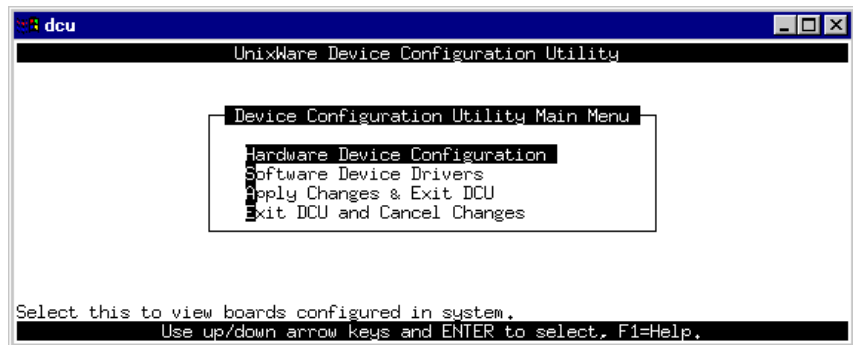 dcu
UnixWare Device Configuration Utility
Device Configuration Utility Main Menu
Hardware Device Configuration
Software Device Drivers
Apply Changes & Exit DCU
Exit DCU and Cancel Changes
Select this to view boards configured in system.
Use up/down arrow keys and ENTER to select, F1=Help.